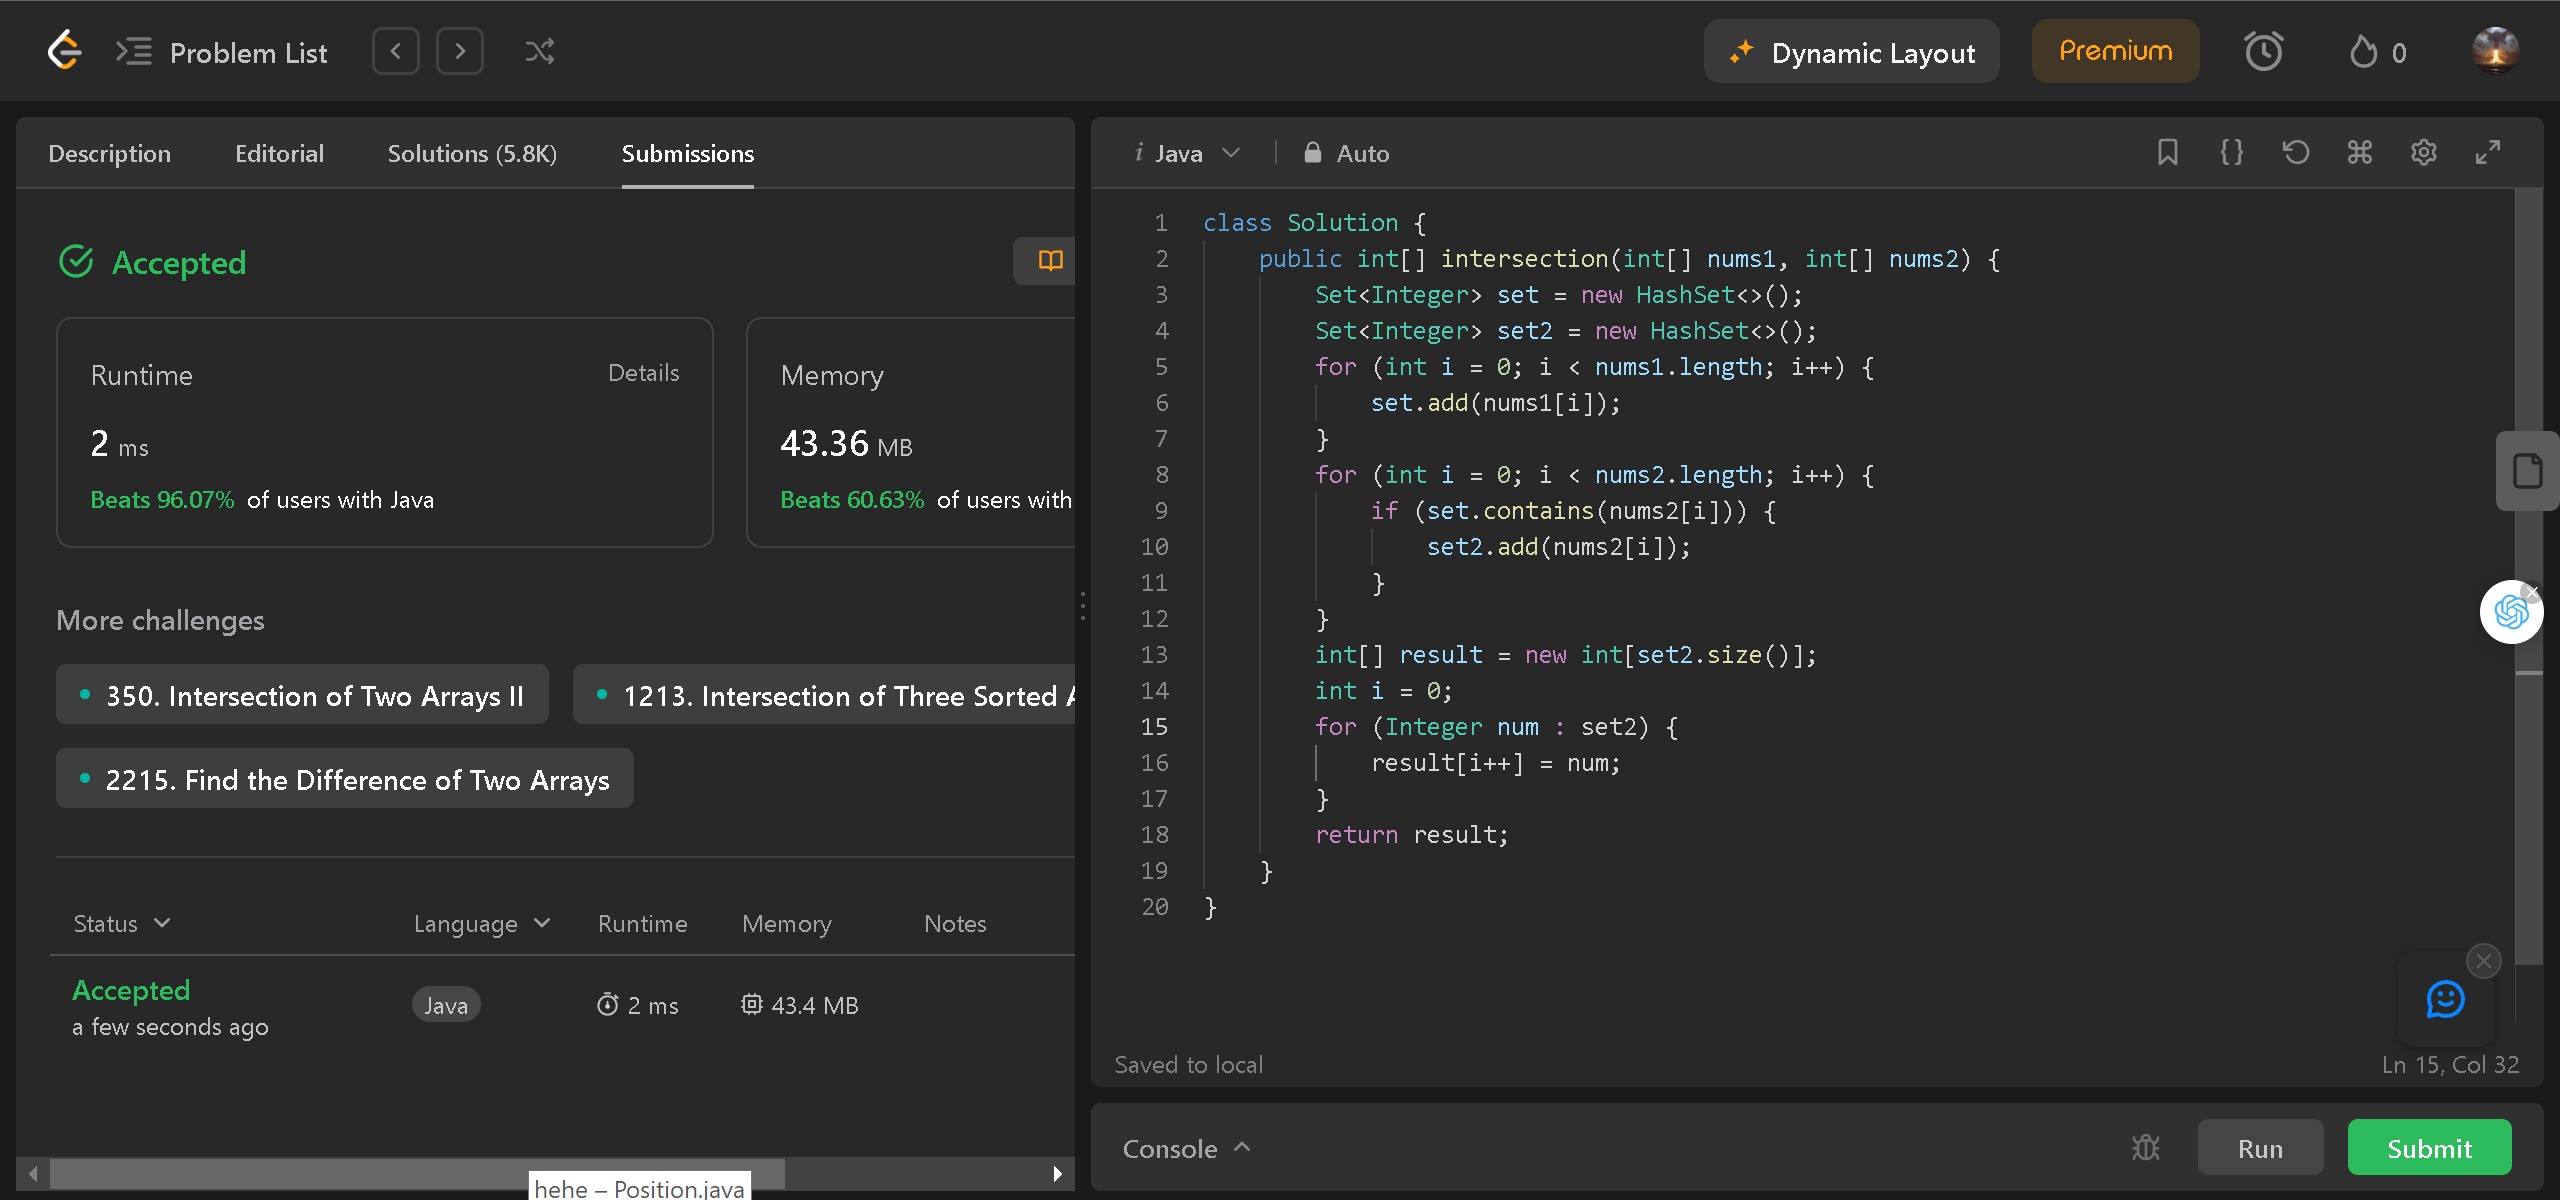 Problem List
Dynamic Layout
Premium
0
Description Editorial Solutions (5.8K) Submissions
Accepted
Runtime Details
2 ms
Beats 96.07% of users with Java
Memory
43.36 MB
Beats 60.63% of users with
More challenges
350. Intersection of Two Arrays II
1213. Intersection of Three Sorted A
2215. Find the Difference of Two Arrays
Status Language Runtime Memory Notes
Accepted
a few seconds ago
Java
2 ms
43.4 MB
hehe – Position.java
i Java Auto
1 class Solution {
2 public int[] intersection(int[] nums1, int[] nums2) {
3 Set<Integer> set = new HashSet<>();
4 Set<Integer> set2 = new HashSet<>();
5 for (int i = 0; i < nums1.length; i++) {
6 set.add(nums1[i]);
7 }
8 for (int i = 0; i < nums2.length; i++) {
9 if (set.contains(nums2[i])) {
10 set2.add(nums2[i]);
11 }
12 }
13 int[] result = new int[set2.size()];
14 int i = 0;
15 for (Integer num : set2) {
16 result[i++] = num;
17 }
18 return result;
19 }
20 }
Saved to local
Ln 15, Col 32
Console
Run
Submit